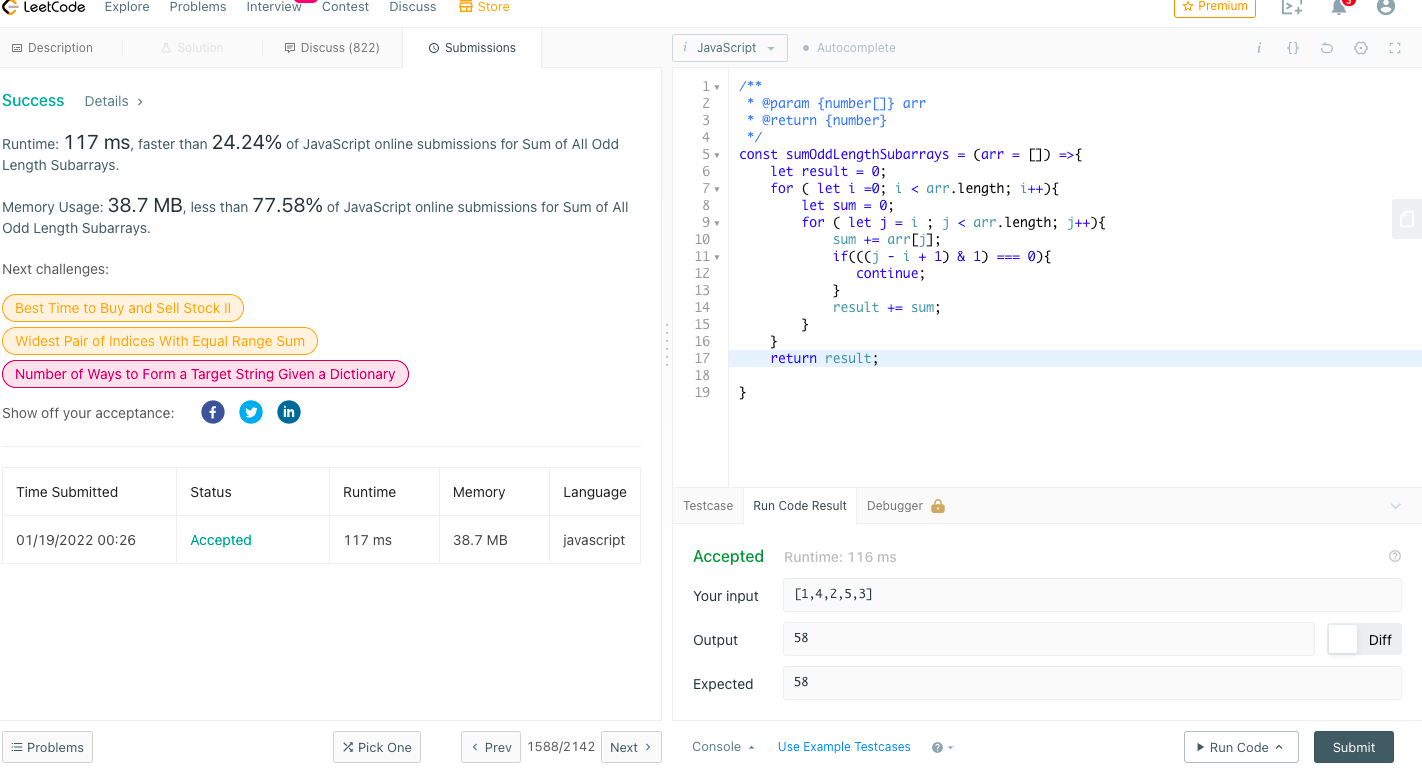 LeetCode Explore Problems Interview Contest Discuss Store Premium 3
Description Solution Discuss (822) Submissions
i JavaScript Autocomplete i {}
Success Details >
Runtime: 117 ms, faster than 24.24% of JavaScript online submissions for Sum of All Odd
Length Subarrays.
Memory Usage: 38.7 MB, less than 77.58% of JavaScript online submissions for Sum of All
Odd Length Subarrays.
Next challenges:
Best Time to Buy and Sell Stock II
Widest Pair of Indices With Equal Range Sum
Number of Ways to Form a Target String Given a Dictionary
Show off your acceptance: f in
Time Submitted Status Runtime Memory Language
01/19/2022 00:26 Accepted 117 ms 38.7 MB javascript
Problems Pick One < Prev 1588/2142 Next >
1 /**
2 * @param {number[]} arr
3 * @return {number}
4 */
5 const sumOddLengthSubarrays = (arr = []) =>{
6 let result = 0;
7 for ( let i =0; i < arr.length; i++){
8 let sum = 0;
9 for ( let j = i ; j < arr.length; j++){
10 sum += arr[j];
11 if(((j - i + 1) & 1) === 0){
12 continue;
13 }
14 result += sum;
15 }
16 }
17 return result;
18
19 }
Testcase Run Code Result Debugger
Accepted Runtime: 116 ms ?
Your input [1,4,2,5,3]
Output 58 Diff
Expected 58
Console Use Example Testcases ? Run Code Submit